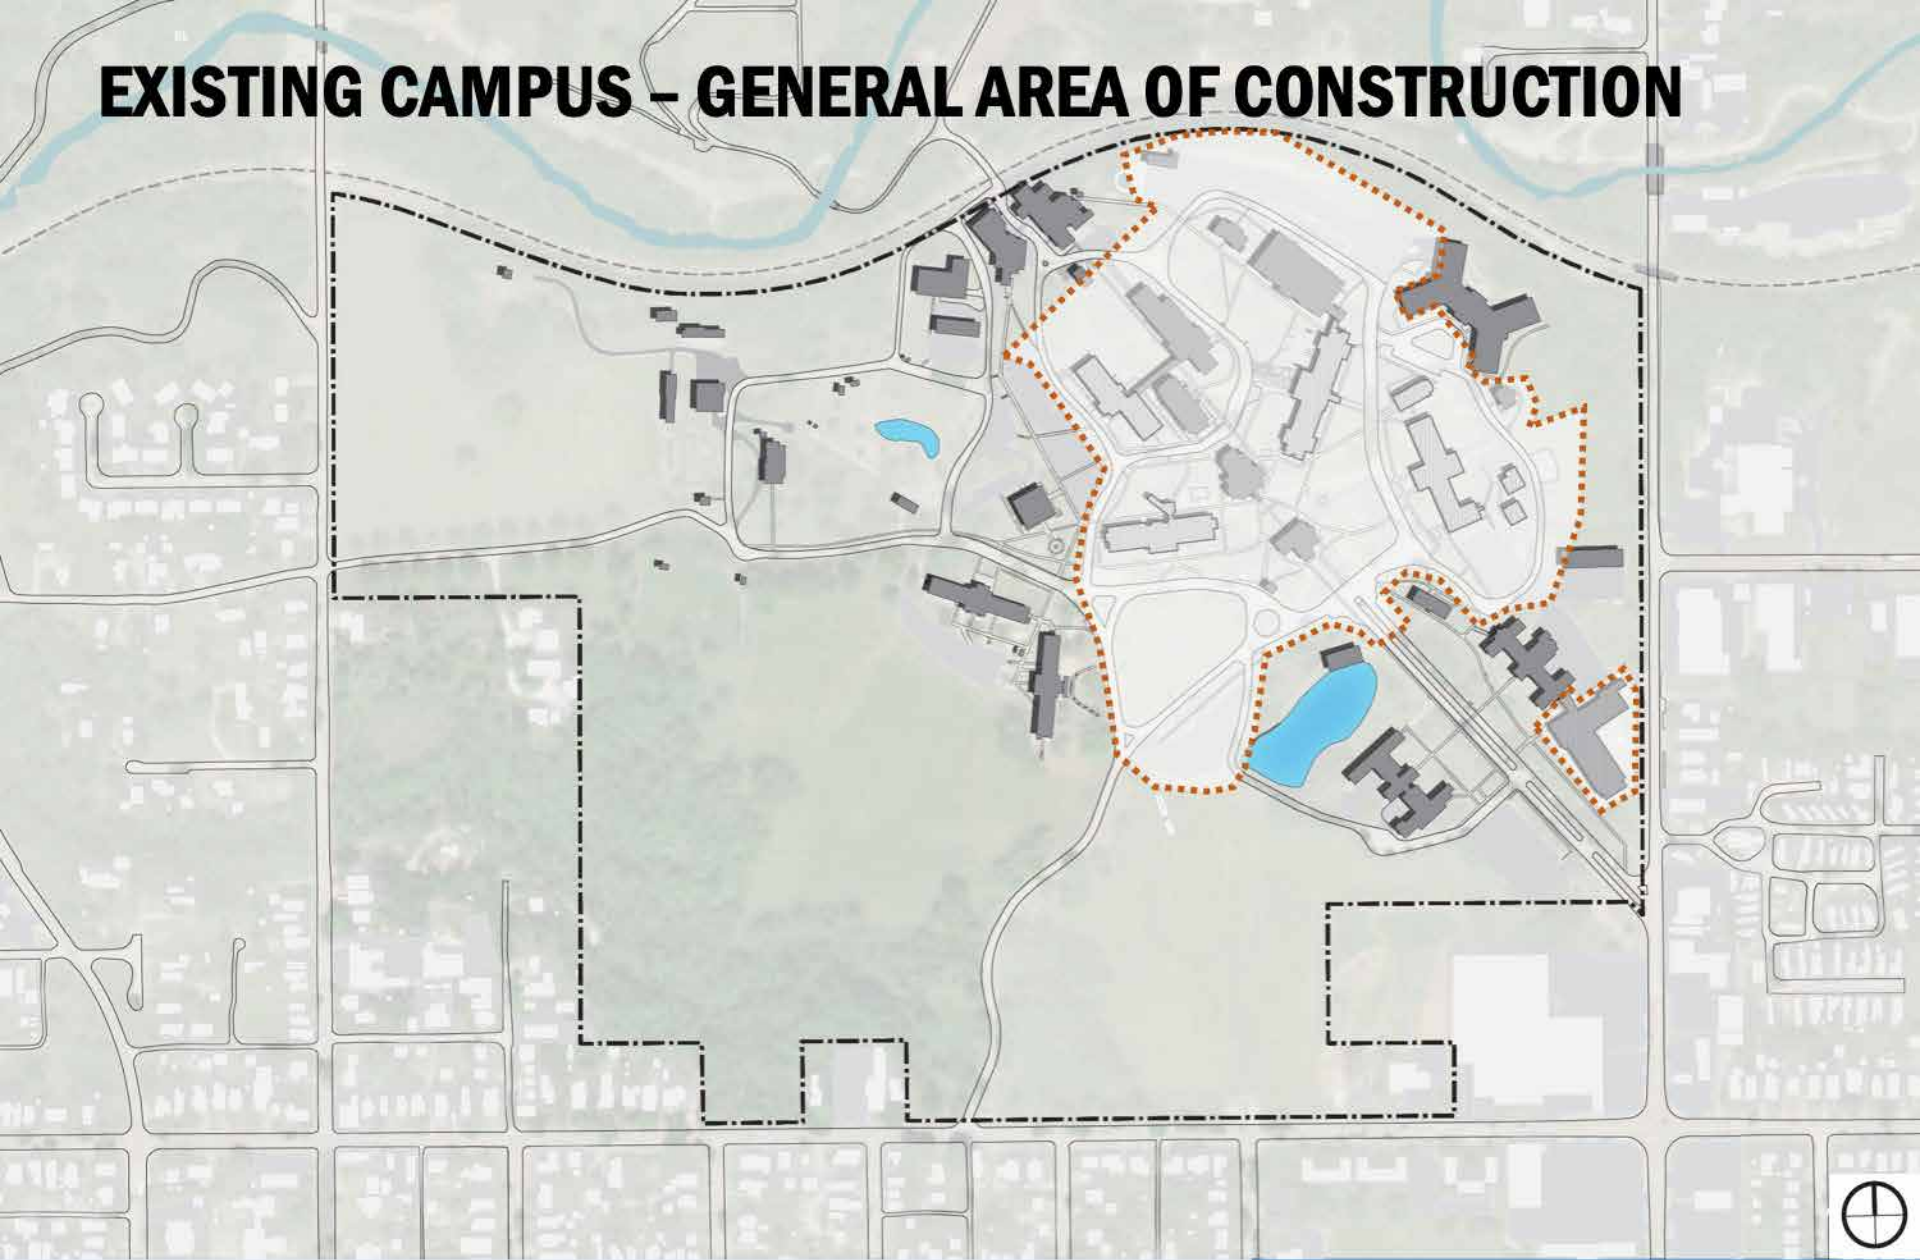 EXISTING CAMPUS – GENERAL AREA OF CONSTRUCTION